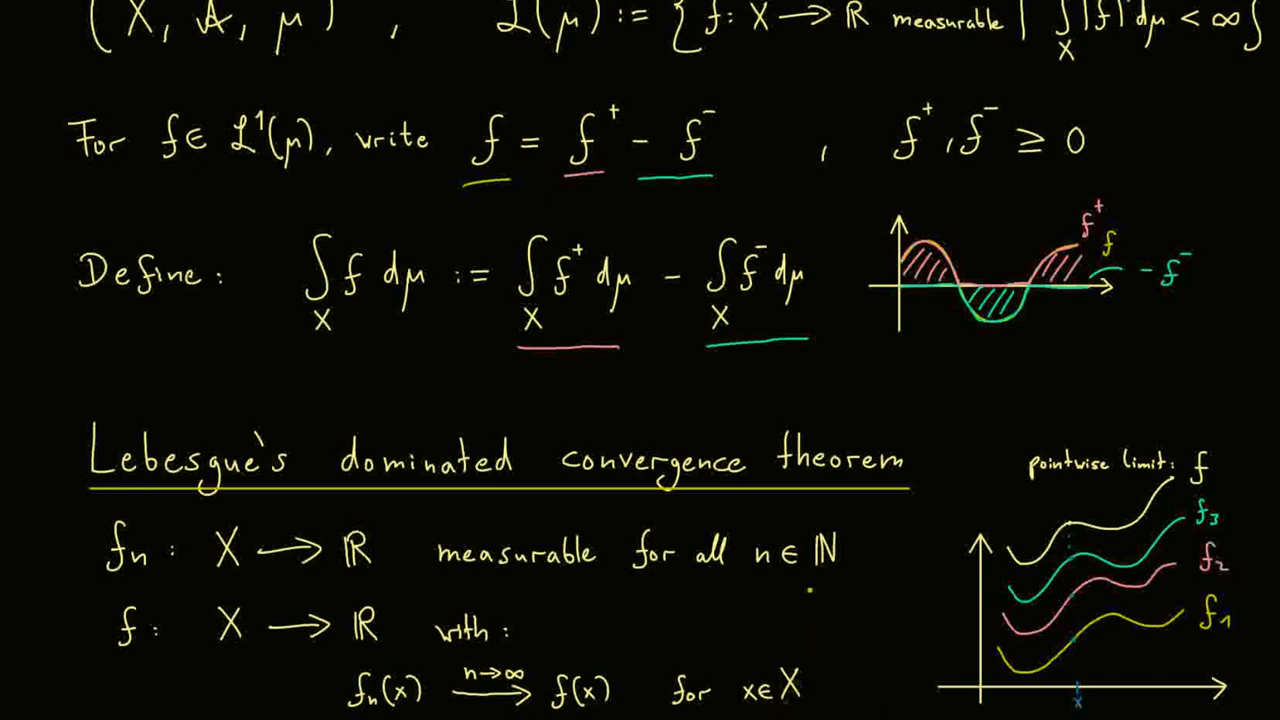 (X, 𝒜, μ) , ℒ(μ) := { f: X → ℝ measurable | ∫_X |f| dμ < ∞ }
For f ∈ ℒ¹(μ), write f = f⁺ − f⁻ , f⁺, f⁻ ≥ 0
Define: ∫_X f dμ := ∫_X f⁺ dμ − ∫_X f⁻ dμ
f⁺
f
−f⁻
Lebesgue's dominated convergence theorem
fₙ: X → ℝ measurable for all n ∈ ℕ
f: X → ℝ with:
fₙ(x) —n→∞→ f(x) for x ∈ X
pointwise limit: f
f₃
f₂
f₁
x